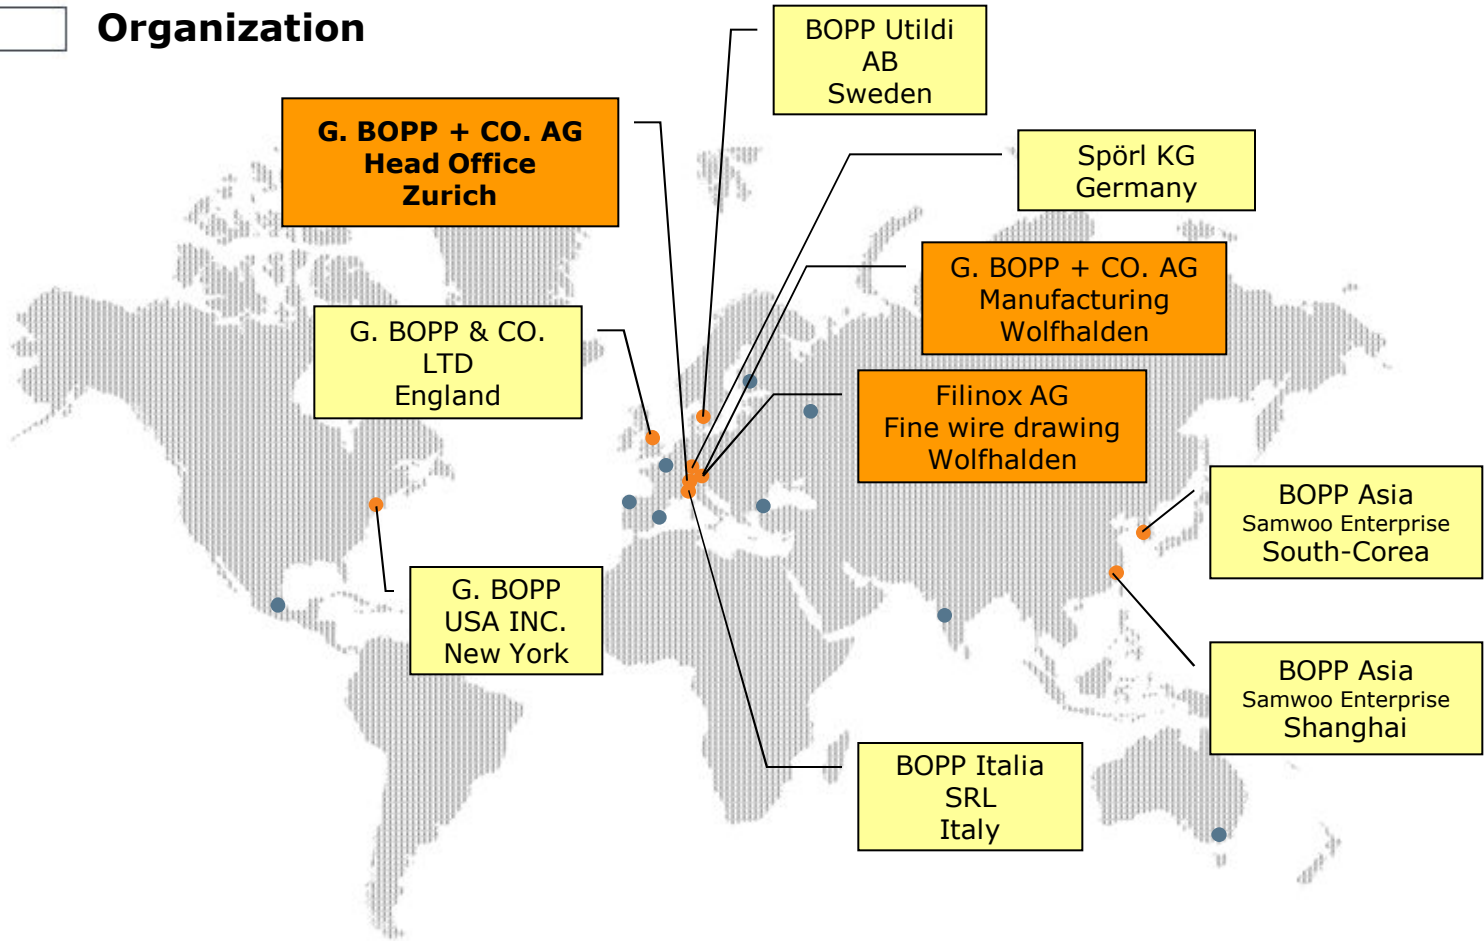 Organization
BOPP Utildi
AB
Sweden
G. BOPP + CO. AG
Head Office
Zurich
Spörl KG
Germany
G. BOPP + CO. AG
Manufacturing
Wolfhalden
G. BOPP & CO.
LTD
England
Filinox AG
Fine wire drawing
Wolfhalden
BOPP Asia
Samwoo Enterprise
South-Corea
G. BOPP
USA INC.
New York
BOPP Asia
Samwoo Enterprise
Shanghai
BOPP Italia
SRL
Italy